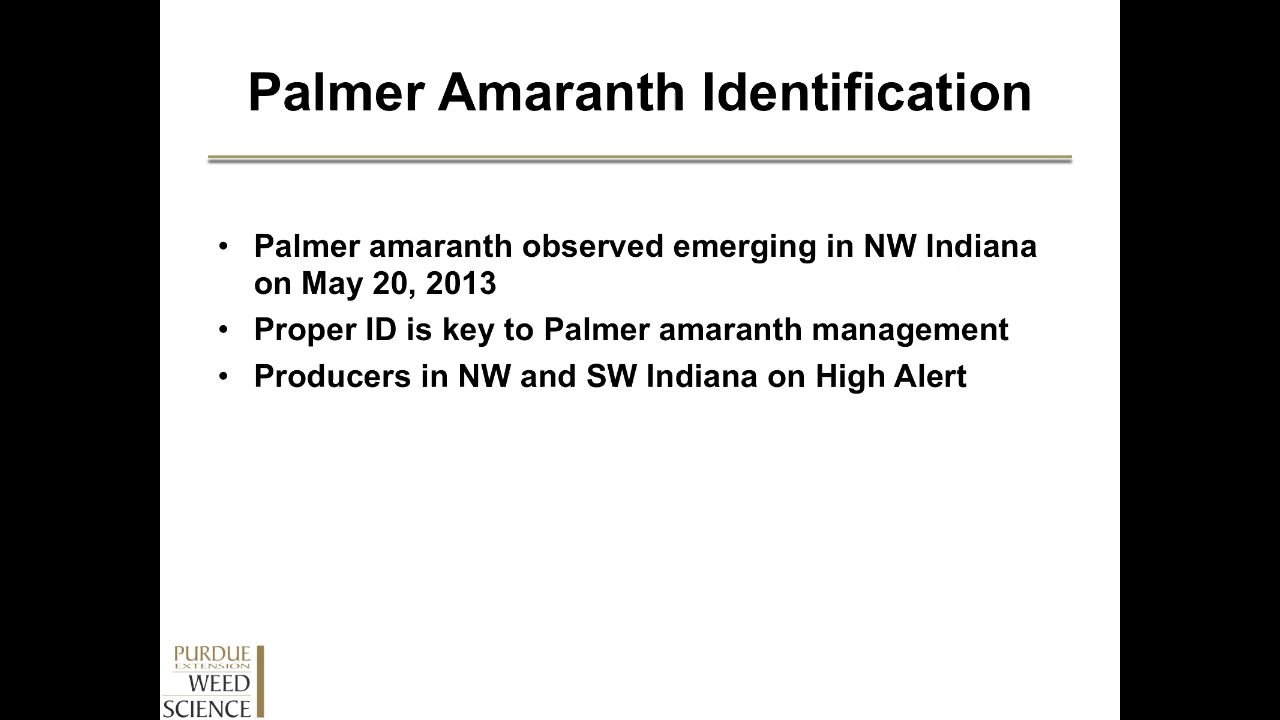 Palmer Amaranth Identification
• Palmer amaranth observed emerging in NW Indiana
on May 20, 2013
• Proper ID is key to Palmer amaranth management
• Producers in NW and SW Indiana on High Alert
PURDUE
EXTENSION
WEED
SCIENCE